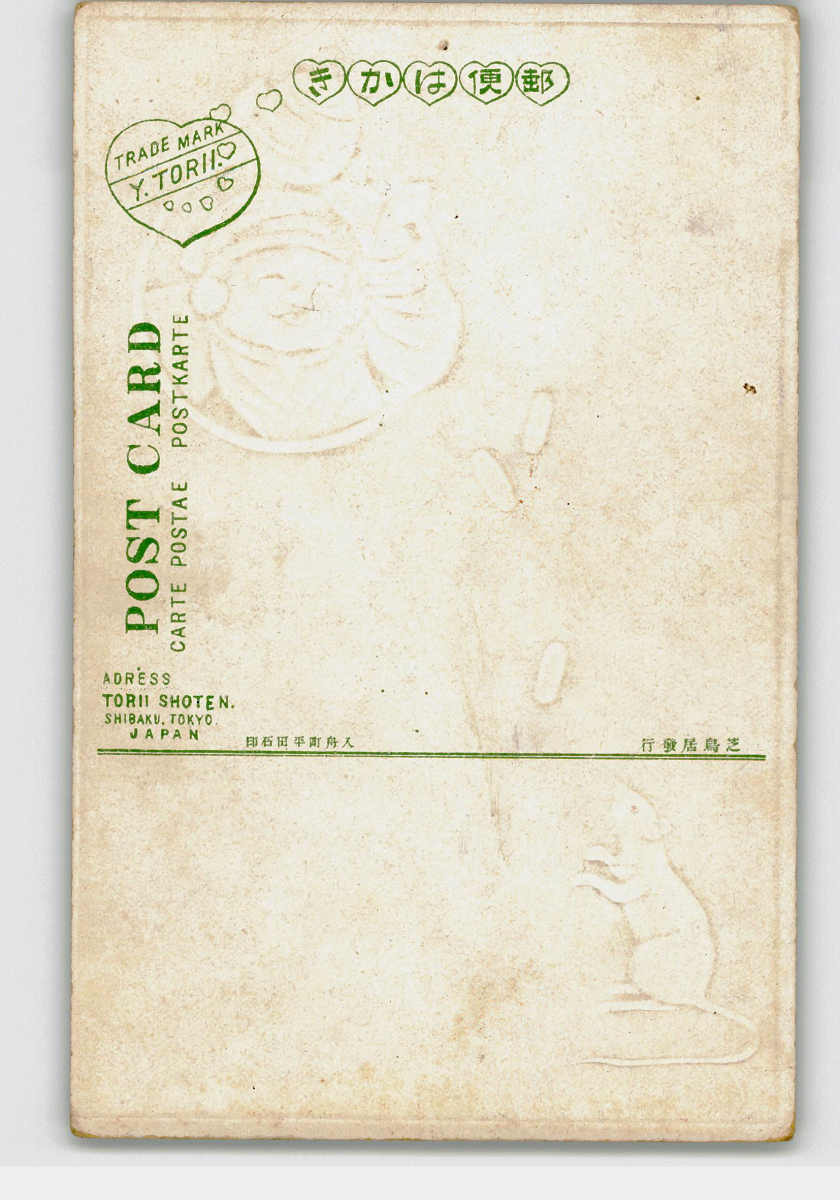 きかは便郵
TRADE MARK
Y. TORII.
POST CARD
CARTE POSTAE POSTKARTE
ADRESS
TORII SHOTEN.
SHIBAKU, TOKYO.
JAPAN
印石田平町舟入
行發居鳥芝